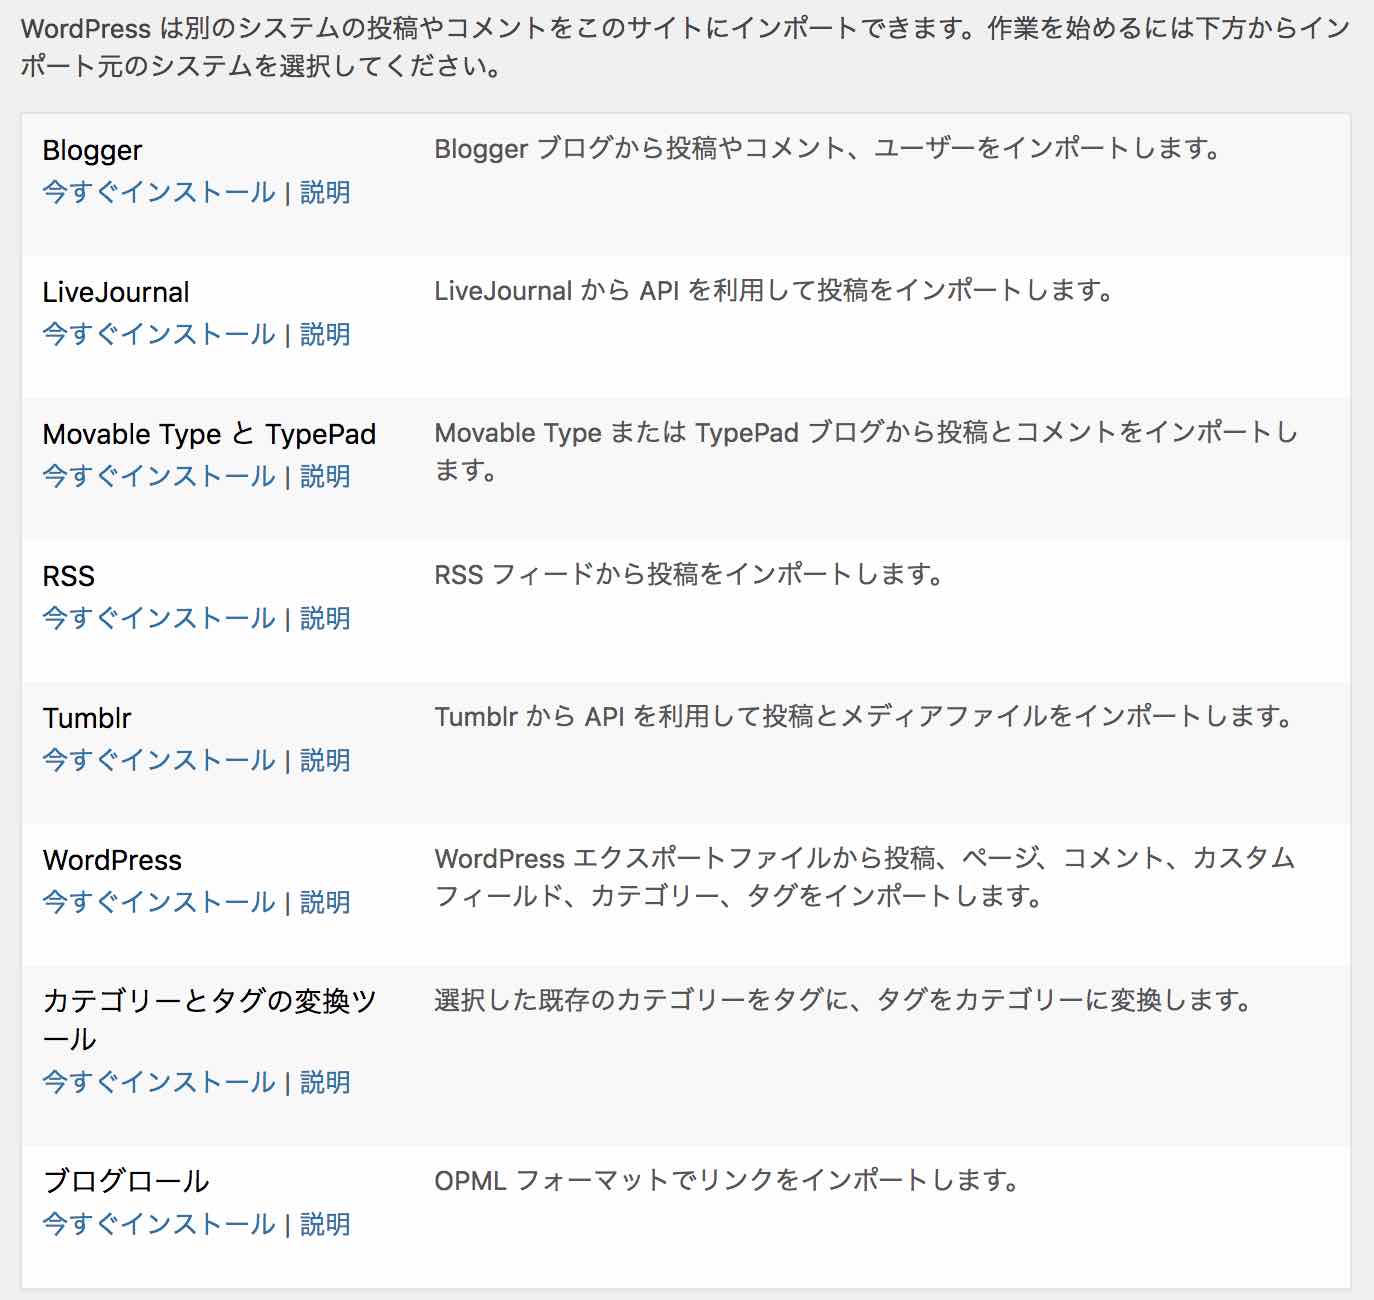 WordPress は別のシステムの投稿やコメントをこのサイトにインポートできます。作業を始めるには下方からイン
ポート元のシステムを選択してください。
Blogger
Blogger ブログから投稿やコメント、ユーザーをインポートします。
今すぐインストール | 説明
LiveJournal
LiveJournal から API を利用して投稿をインポートします。
今すぐインストール | 説明
Movable Type と TypePad
Movable Type または TypePad ブログから投稿とコメントをインポートし
ます。
今すぐインストール | 説明
RSS
RSS フィードから投稿をインポートします。
今すぐインストール | 説明
Tumblr
Tumblr から API を利用して投稿とメディアファイルをインポートします。
今すぐインストール | 説明
WordPress
WordPress エクスポートファイルから投稿、ページ、コメント、カスタム
フィールド、カテゴリー、タグをインポートします。
今すぐインストール | 説明
カテゴリーとタグの変換ツ
ール
選択した既存のカテゴリーをタグに、タグをカテゴリーに変換します。
今すぐインストール | 説明
ブログロール
OPML フォーマットでリンクをインポートします。
今すぐインストール | 説明